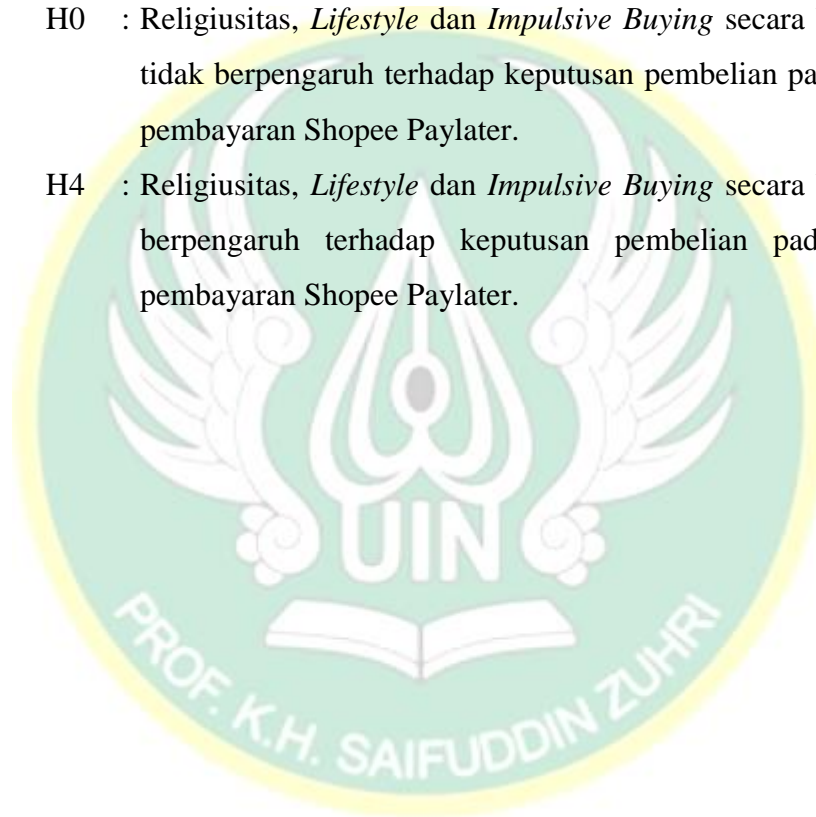 H0 : Religiusitas, Lifestyle dan Impulsive Buying secara
tidak berpengaruh terhadap keputusan pembelian pa
pembayaran Shopee Paylater.
H4 : Religiusitas, Lifestyle dan Impulsive Buying secara
berpengaruh terhadap keputusan pembelian pad
pembayaran Shopee Paylater.
UIN
PROF. K.H. SAIFUDDIN ZUHRI